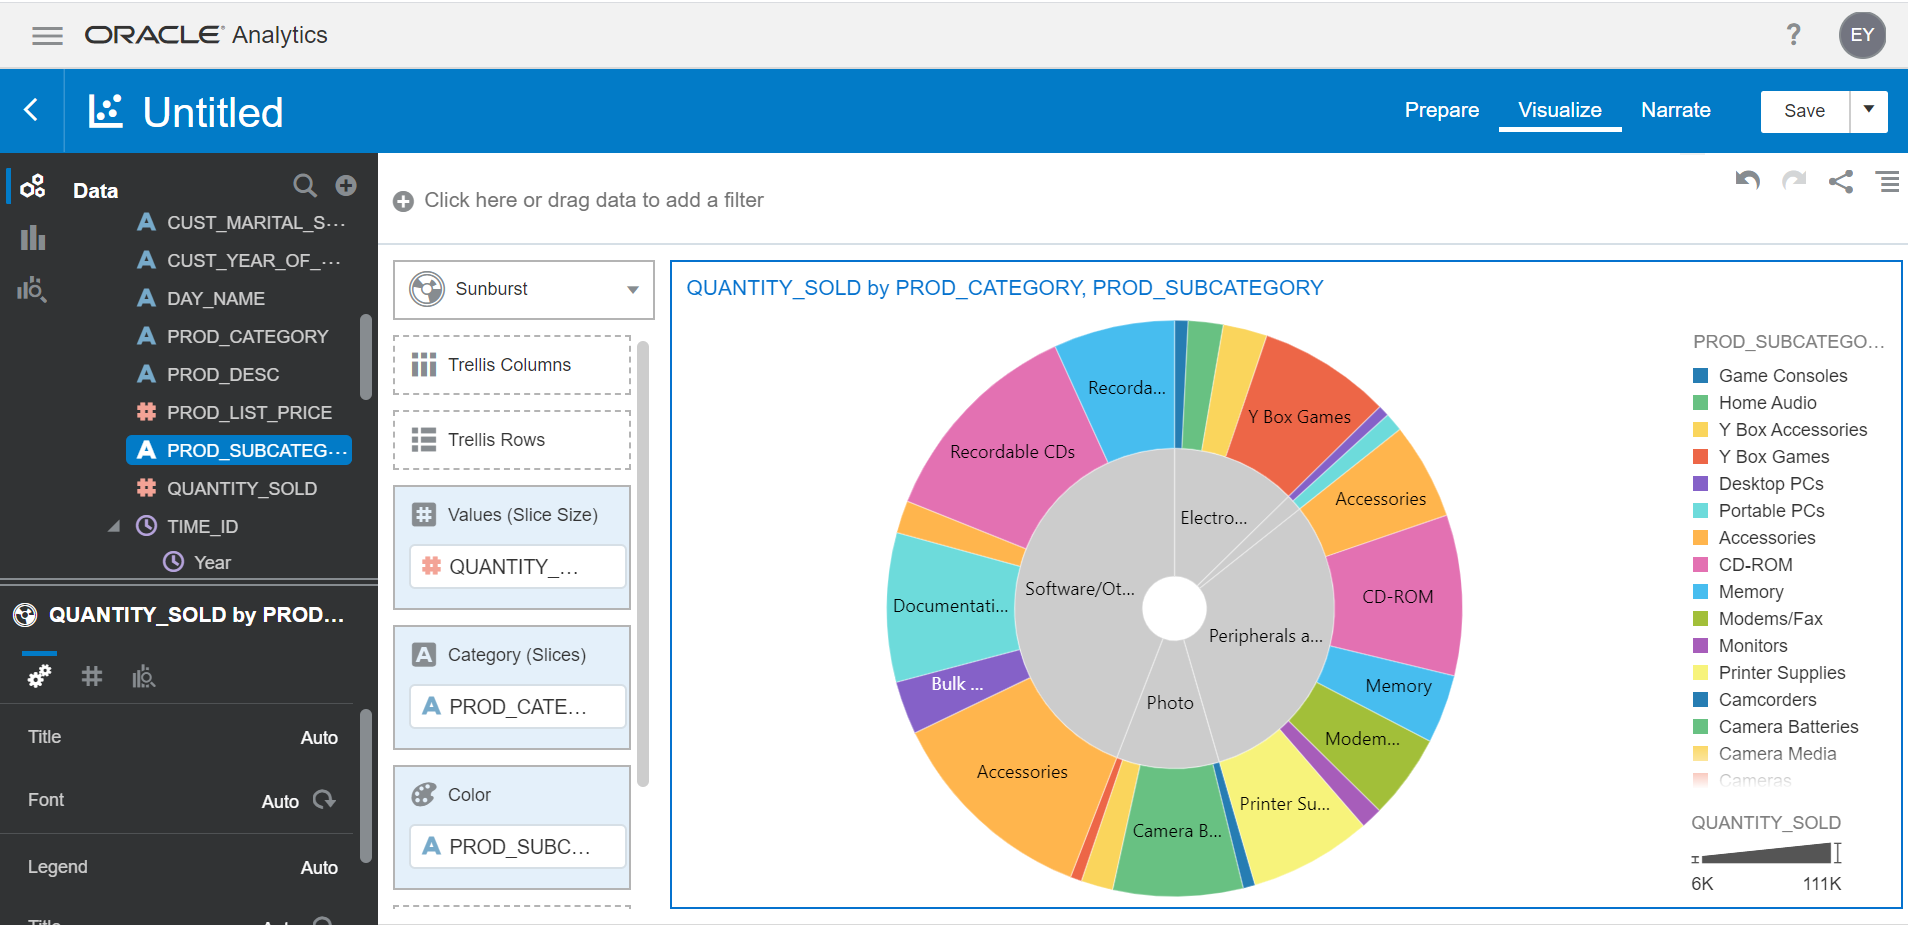 ORACLE Analytics
?
EY
Untitled
Prepare
Visualize
Narrate
Save
Data
CUST_MARITAL_S...
CUST_YEAR_OF_...
DAY_NAME
PROD_CATEGORY
PROD_DESC
PROD_LIST_PRICE
PROD_SUBCATEG...
QUANTITY_SOLD
TIME_ID
Year
QUANTITY_SOLD by PROD...
Title
Auto
Font
Auto
Legend
Auto
Click here or drag data to add a filter
Sunburst
Trellis Columns
Trellis Rows
Values (Slice Size)
QUANTITY_...
Category (Slices)
PROD_CATE...
Color
PROD_SUBC...
QUANTITY_SOLD by PROD_CATEGORY, PROD_SUBCATEGORY
Recorda...
Y Box Games
Recordable CDs
Accessories
Electro...
Software/Ot...
CD-ROM
Documentati...
Peripherals a...
Bulk ...
Memory
Photo
Modem...
Accessories
Printer Su...
Camera B...
PROD_SUBCATEGO...
Game Consoles
Home Audio
Y Box Accessories
Y Box Games
Desktop PCs
Portable PCs
Accessories
CD-ROM
Memory
Modems/Fax
Monitors
Printer Supplies
Camcorders
Camera Batteries
Camera Media
Cameras
QUANTITY_SOLD
6K
111K